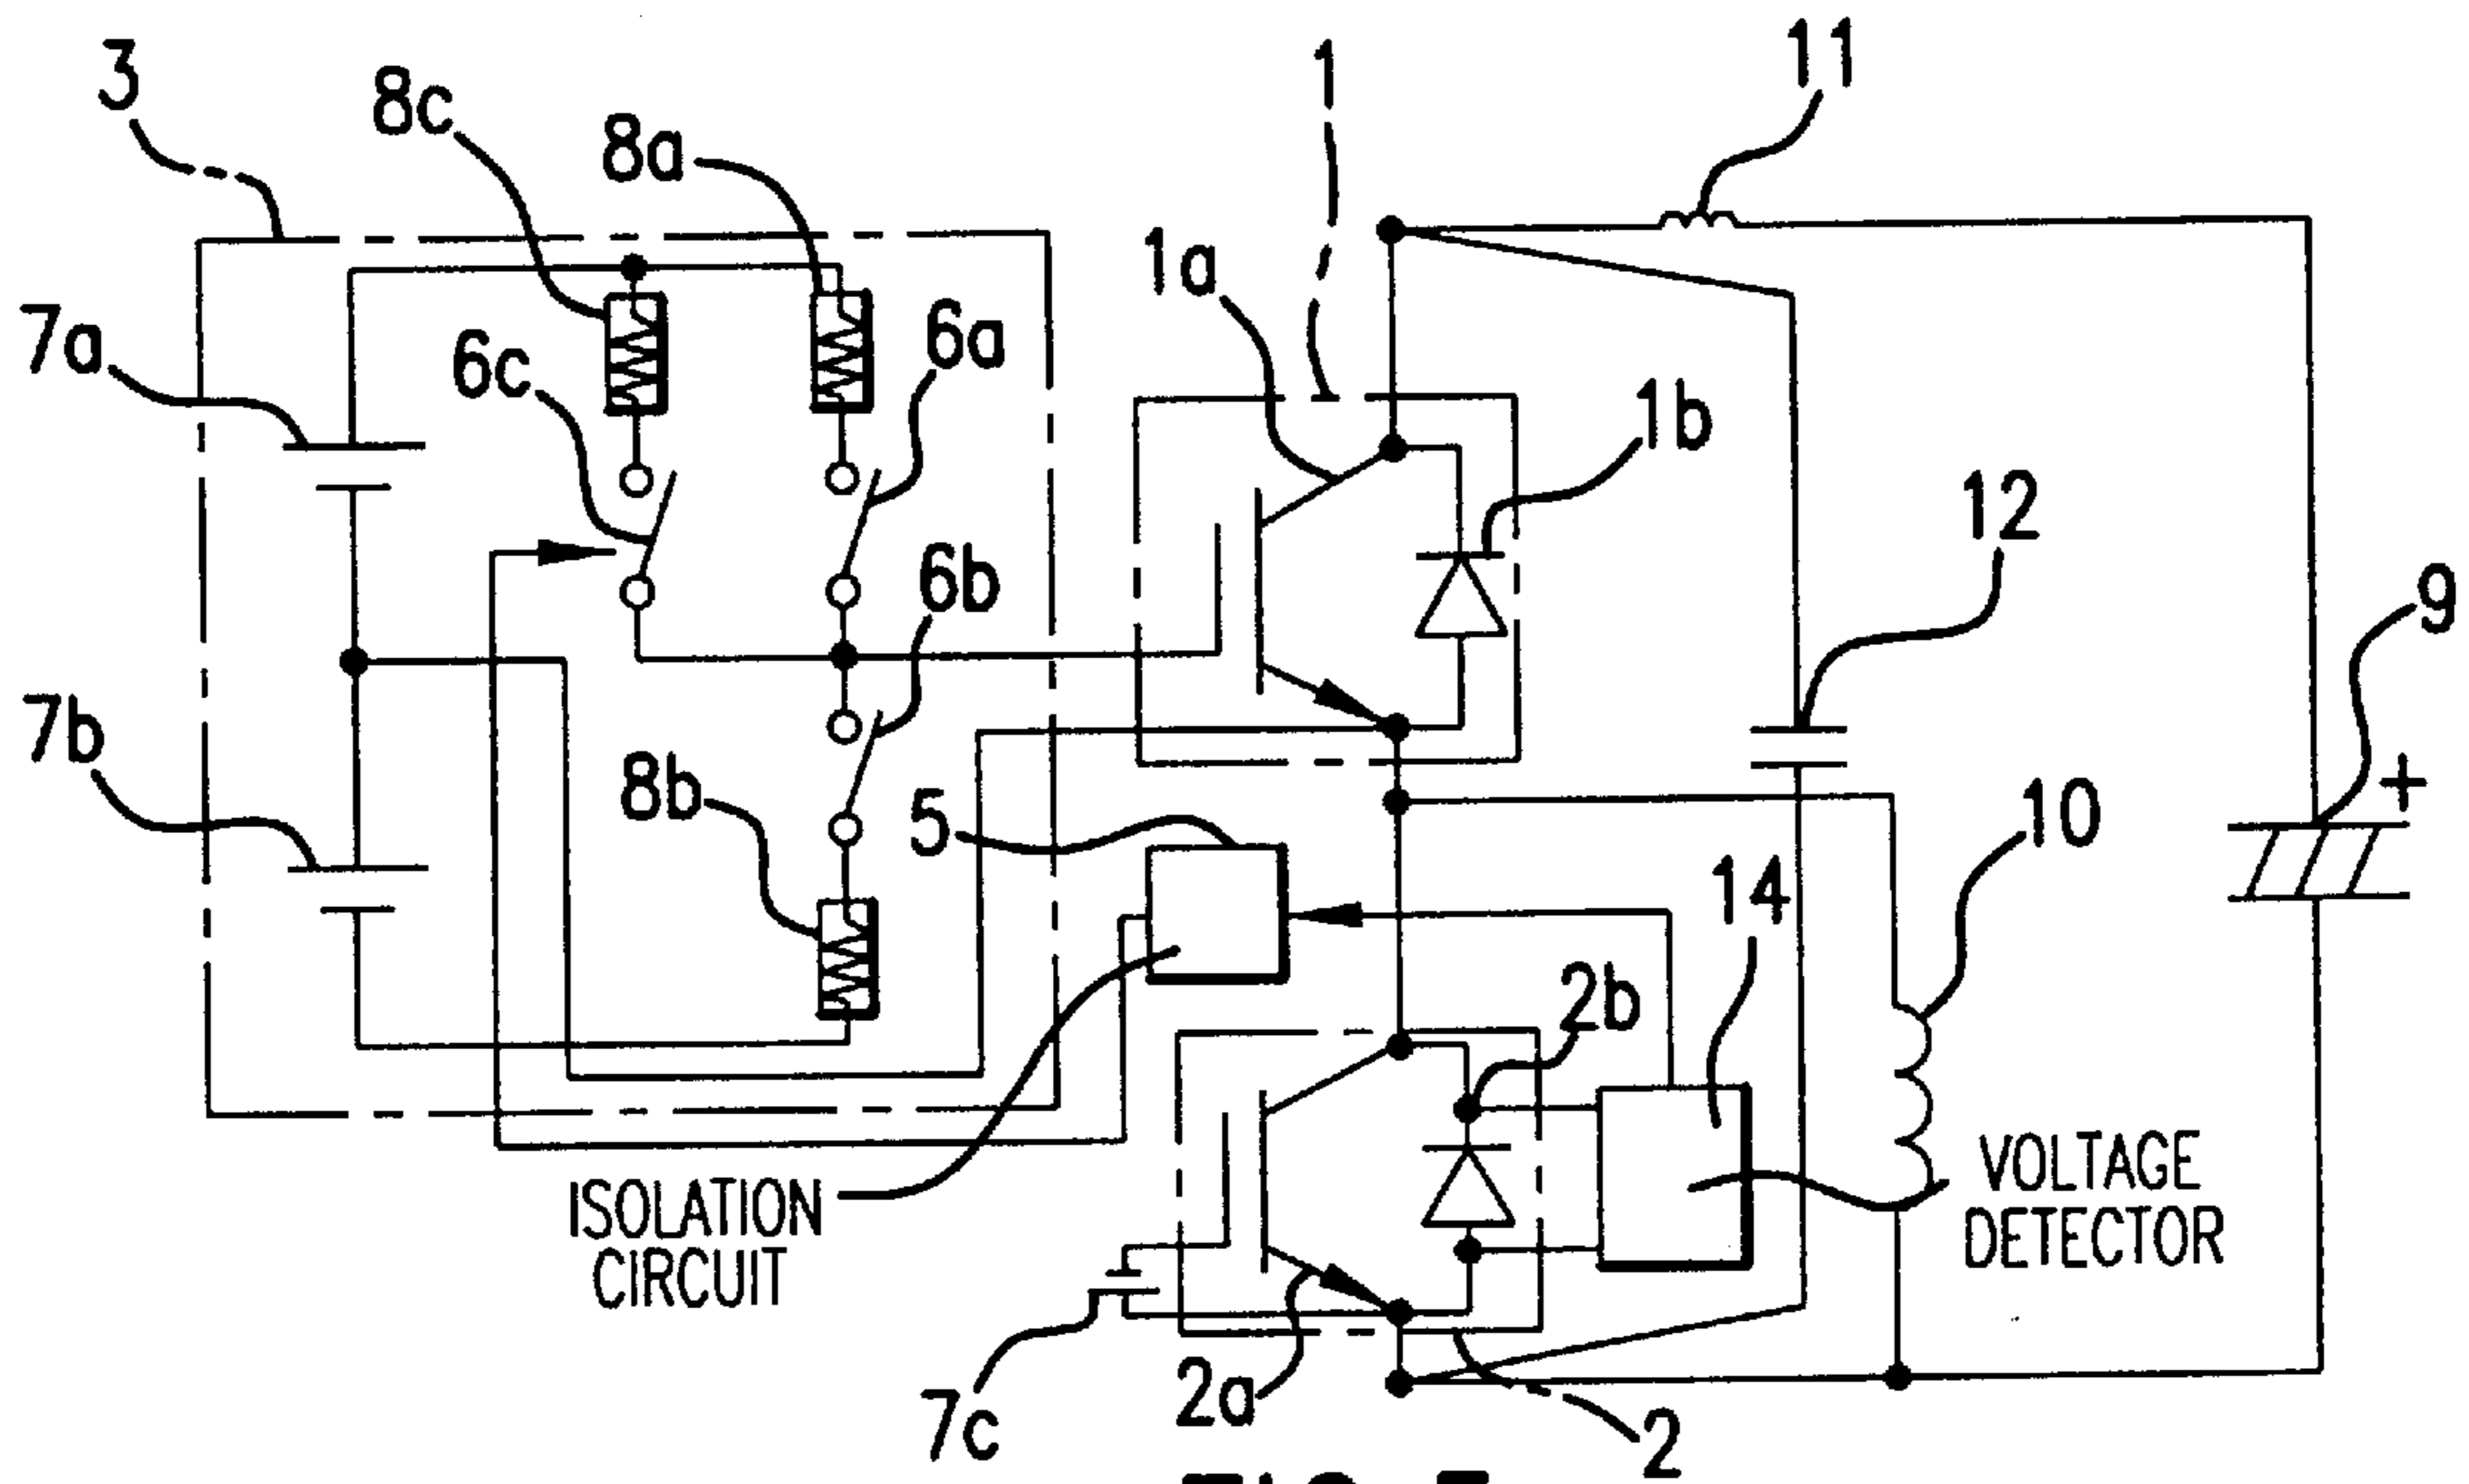 3
8c
8a
1
11
1a
7a
6c
6a
1b
12
6b
9
7b
8b
5
10
+
14
2b
VOLTAGE
DETECTOR
ISOLATION
CIRCUIT
7c
2a
2